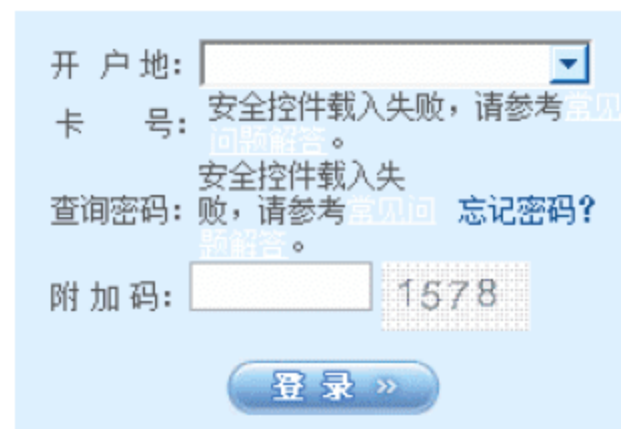 开 户 地:
卡 号: 安全控件载入失败，请参考常见
问题解答。
安全控件载入失
查询密码: 败，请参考常见问 忘记密码?
题解答。
附 加 码: 1578
登 录 »